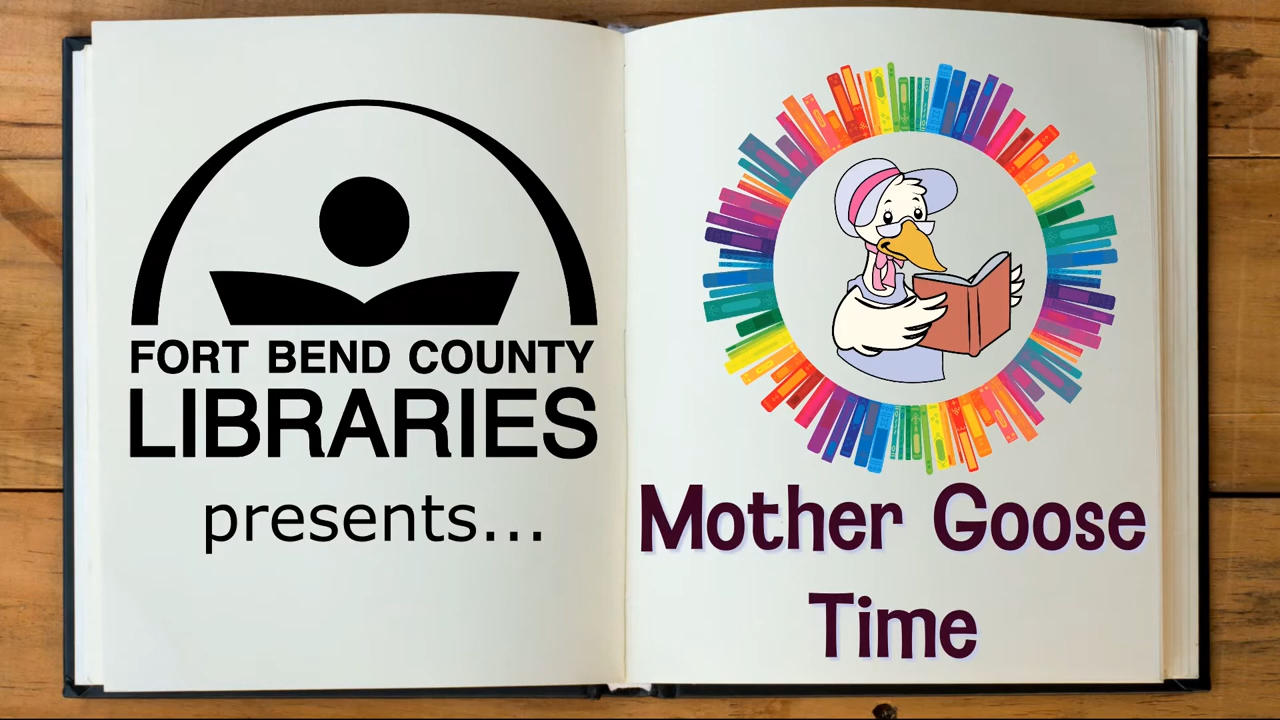 FORT BEND COUNTY
LIBRARIES
presents...
Mother Goose
Time